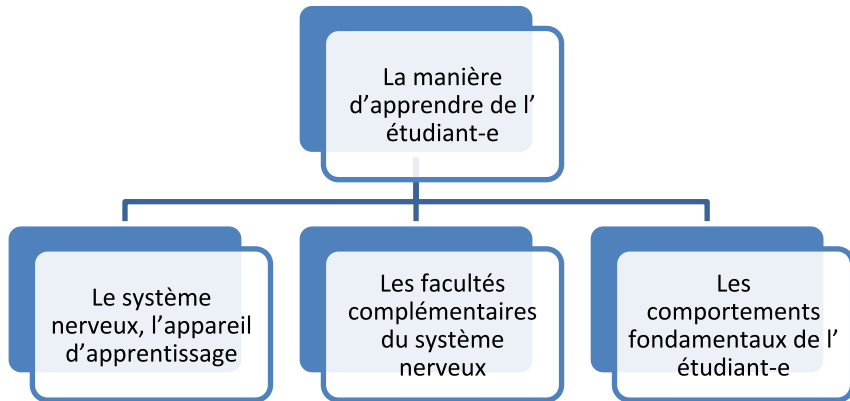 La manière
d’apprendre de l’
étudiant-e
Le système
nerveux, l’appareil
d’apprentissage
Les facultés
complémentaires
du système
nerveux
Les
comportements
fondamentaux de l’
étudiant-e